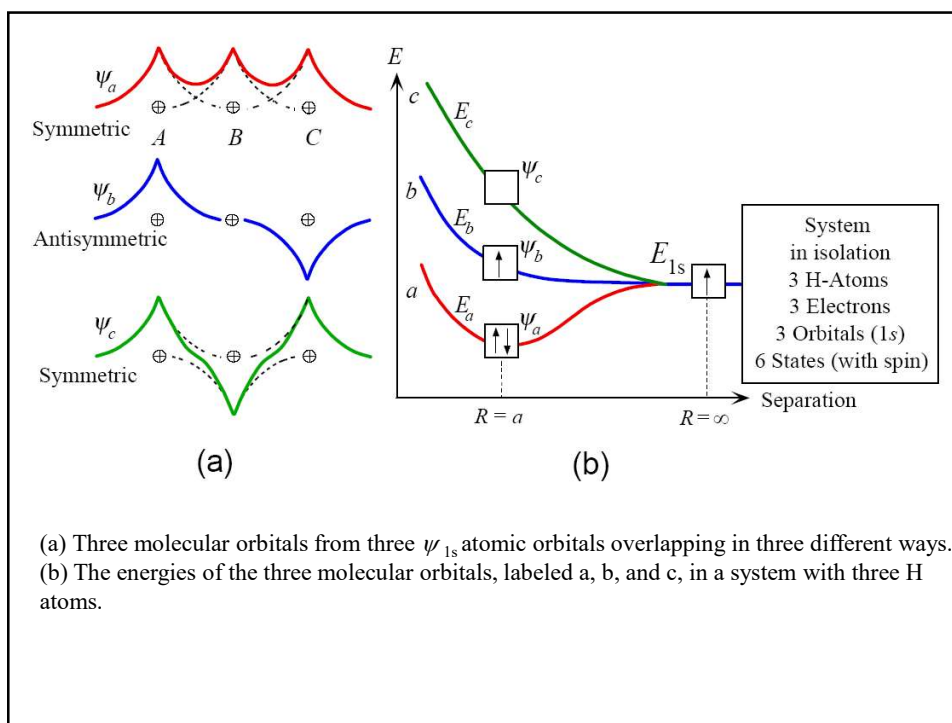 ψa
Symmetric
A B C
ψb
Antisymmetric
ψc
Symmetric
(a)
E
c
Ec
ψc
b
Eb
ψb
E1s
a
Ea
ψa
R = a
R = ∞
Separation
System
in isolation
3 H-Atoms
3 Electrons
3 Orbitals (1s)
6 States (with spin)
(b)
(a) Three molecular orbitals from three ψ 1s atomic orbitals overlapping in three different ways.
(b) The energies of the three molecular orbitals, labeled a, b, and c, in a system with three H
atoms.